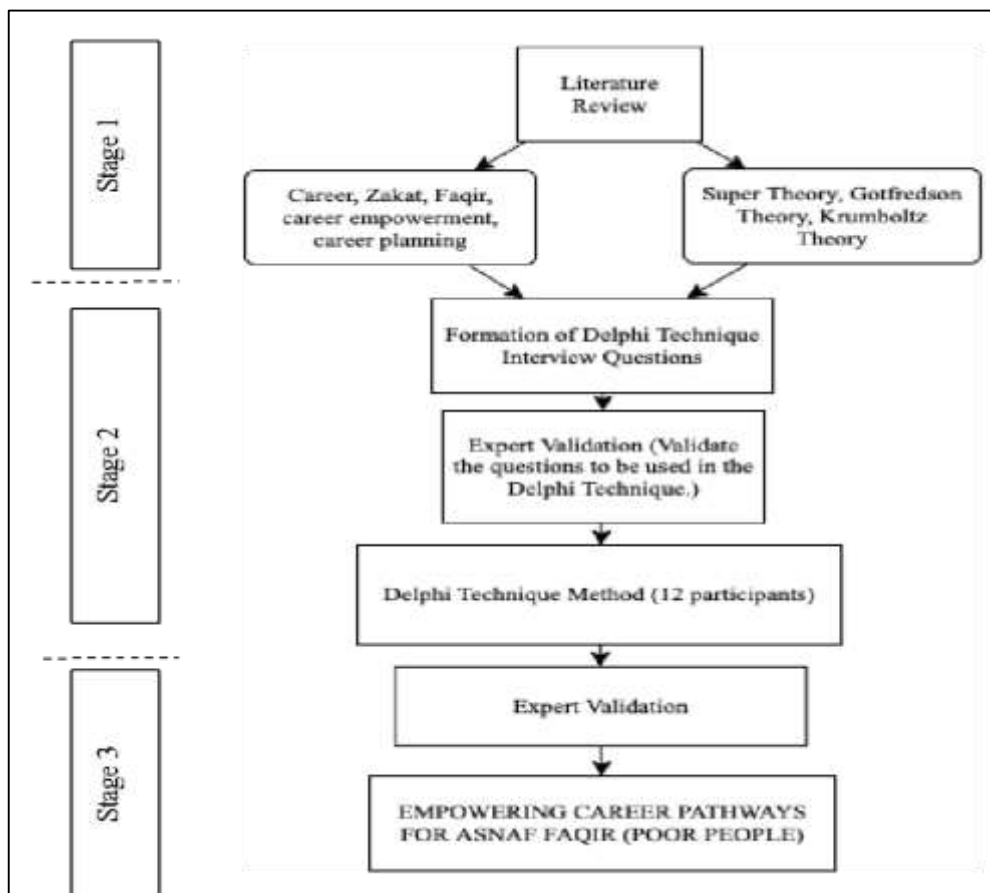 Stage 1
Literature
Review
Career, Zakat, Faqir,
career empowerment,
career planning
Super Theory, Gotfredson
Theory, Krumboltz
Theory
Stage 2
Formation of Delphi Technique
Interview Questions
Expert Validation (Validate
the questions to be used in the
Delphi Technique.)
Delphi Technique Method (12 participants)
Stage 3
Expert Validation
EMPOWERING CAREER PATHWAYS
FOR ASNAF FAQIR (POOR PEOPLE)